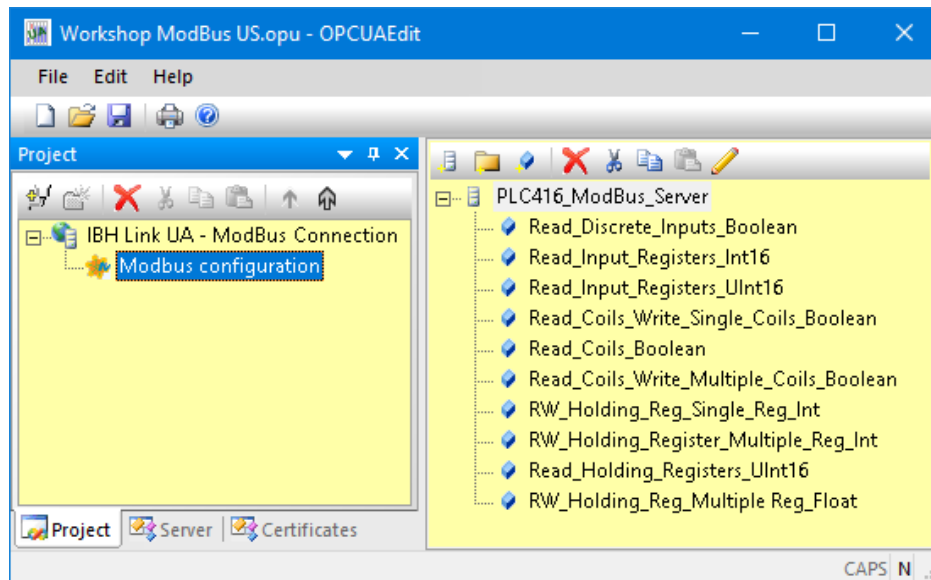 Workshop ModBus US.opu - OPCUAEdit
File Edit Help
Project
IBH Link UA - ModBus Connection
Modbus configuration
PLC416_ModBus_Server
Read_Discrete_Inputs_Boolean
Read_Input_Registers_Int16
Read_Input_Registers_UInt16
Read_Coils_Write_Single_Coils_Boolean
Read_Coils_Boolean
Read_Coils_Write_Multiple_Coils_Boolean
RW_Holding_Reg_Single_Reg_Int
RW_Holding_Register_Multiple_Reg_Int
Read_Holding_Registers_UInt16
RW_Holding_Reg_Multiple Reg_Float
Project Server Certificates
CAPS N